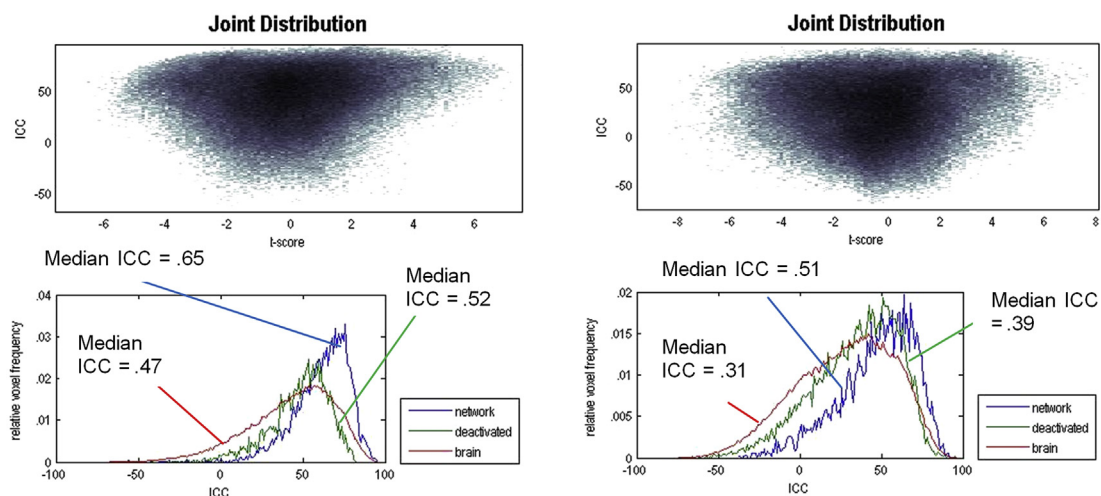 Joint Distribution
ICC
50
0
-50
-6
-4
-2
0
2
4
6
t-score
Median ICC = .65
Median
ICC = .52
Median
ICC = .47
relative voxel frequency
.04
.03
.02
.01
0
-100
-50
0
50
100
ICC
network
deactivated
brain
Joint Distribution
ICC
50
0
-50
-8
-6
-4
-2
0
2
4
6
8
t-score
Median ICC = .51
Median ICC
= .39
Median
ICC = .31
relative voxel frequency
.02
.015
.01
.005
0
-100
-50
0
50
100
ICC
network
deactivated
brain